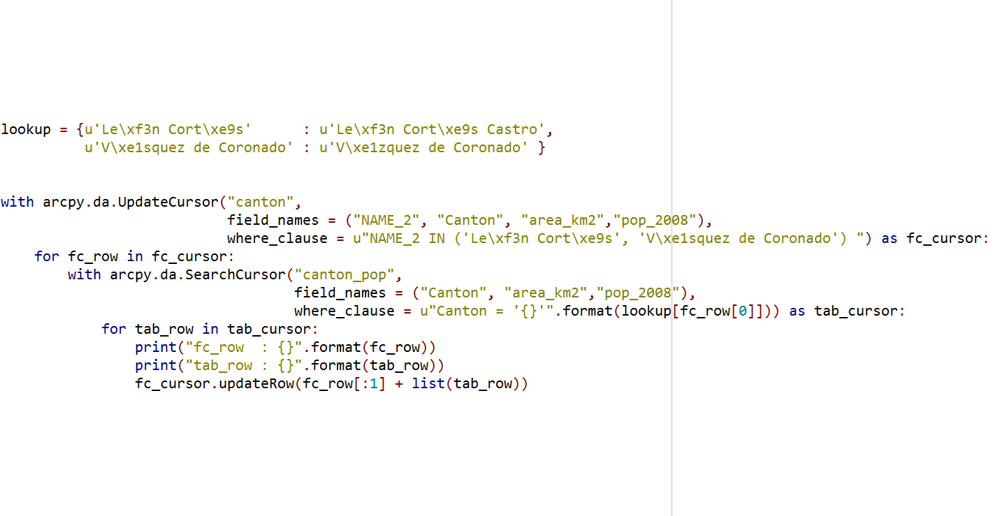 lookup = {u'Le\xf3n Cort\xe9s'      : u'Le\xf3n Cort\xe9s Castro',
          u'V\xe1squez de Coronado' : u'V\xe1zquez de Coronado' }
with arcpy.da.UpdateCursor("canton",
                           field_names = ("NAME_2", "Canton", "area_km2","pop_2008"),
                           where_clause = u"NAME_2 IN ('Le\xf3n Cort\xe9s', 'V\xe1squez de Coronado') ") as fc_cursor:
    for fc_row in fc_cursor:
        with arcpy.da.SearchCursor("canton_pop",
                                   field_names = ("Canton", "area_km2","pop_2008"),
                                   where_clause = u"Canton = '{}'".format(lookup[fc_row[0]])) as tab_cursor:
            for tab_row in tab_cursor:
                print("fc_row  : {}".format(fc_row))
                print("tab_row : {}".format(tab_row))
                fc_cursor.updateRow(fc_row[:1] + list(tab_row))